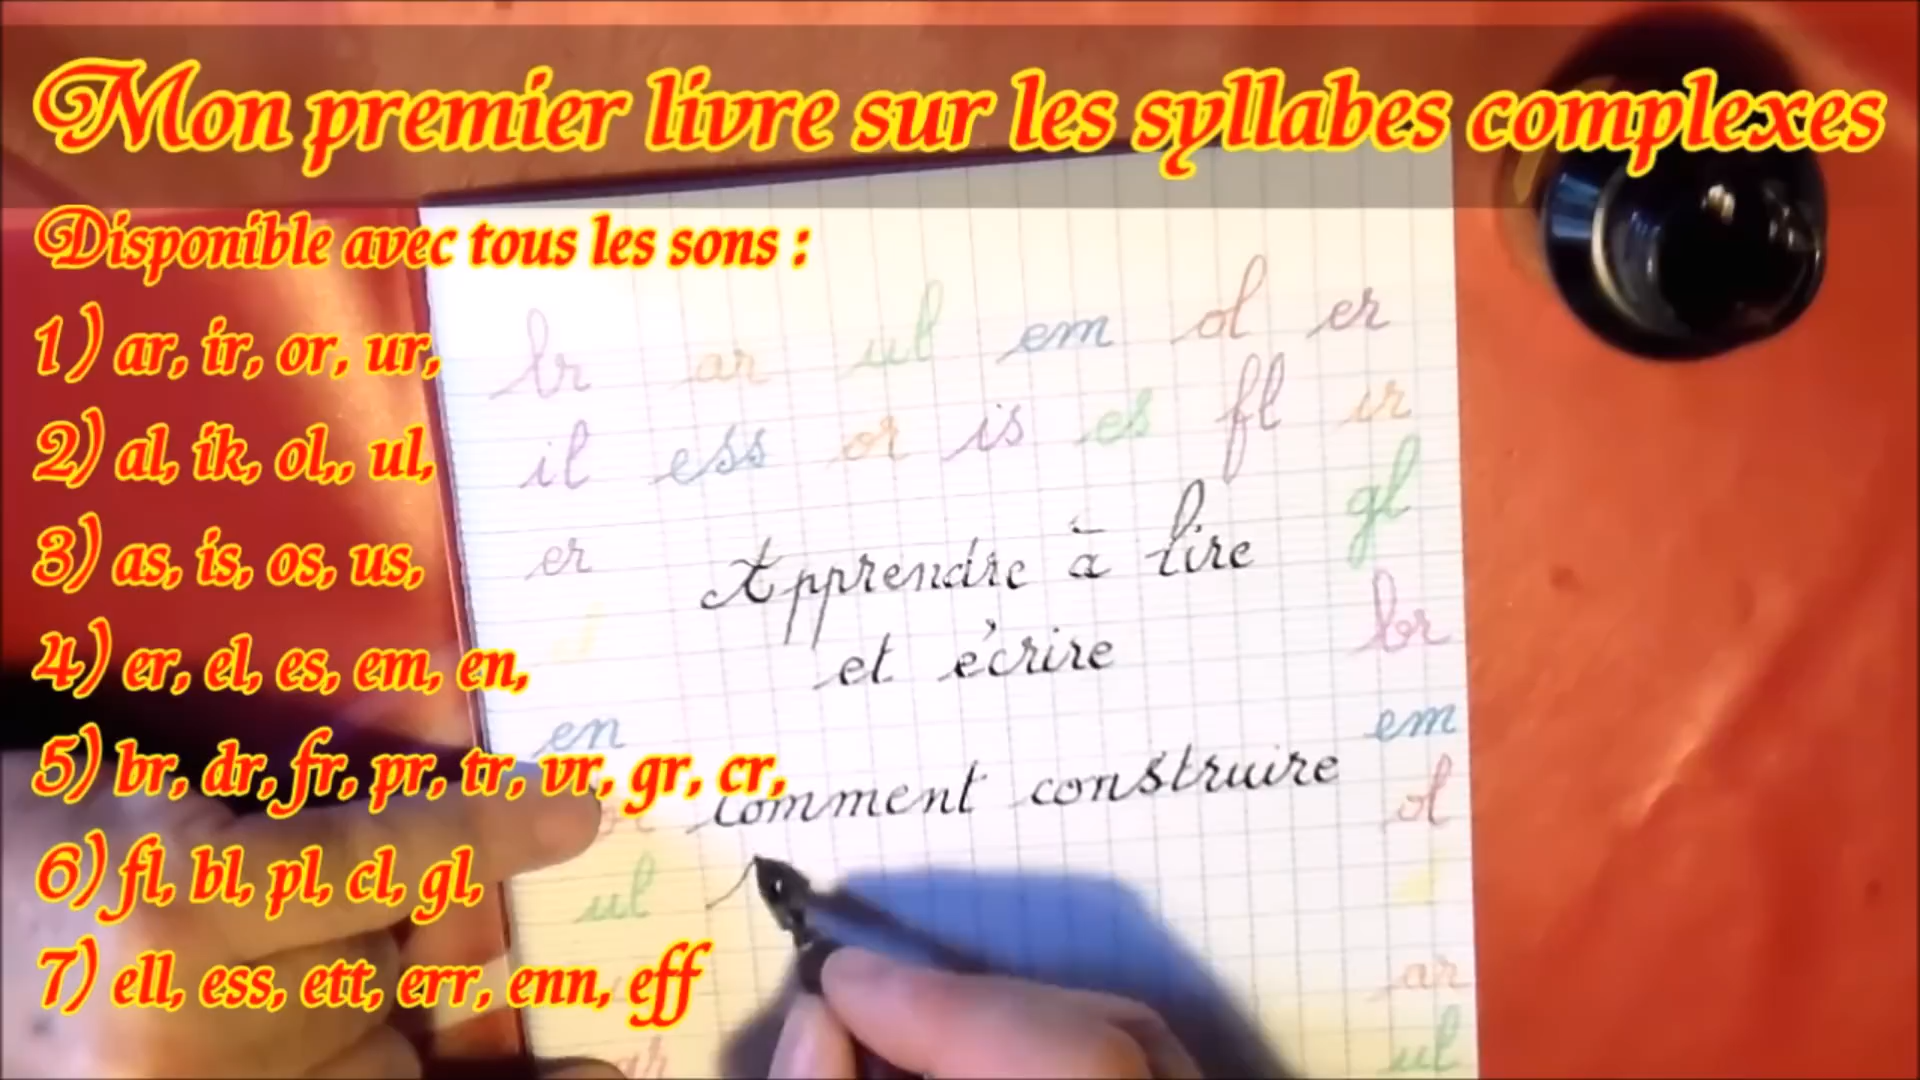 Mon premier livre sur les syllabes complexes
Disponible avec tous les sons :
1) ar, ir, or, ur,
2) al, ik, ol,, ul,
3) as, is, os, us,
4) er, el, es, em, en,
5) br, dr, fr, pr, tr, vr, gr, cr,
6) fl, bl, pl, cl, gl,
7) ell, ess, ett, err, enn, eff
br ar ul em ol er
il ess or is es fl ir
gl
er Apprendre à lire
br
et écrire
en em
Comment construire
ol
ul
ar
ar ul